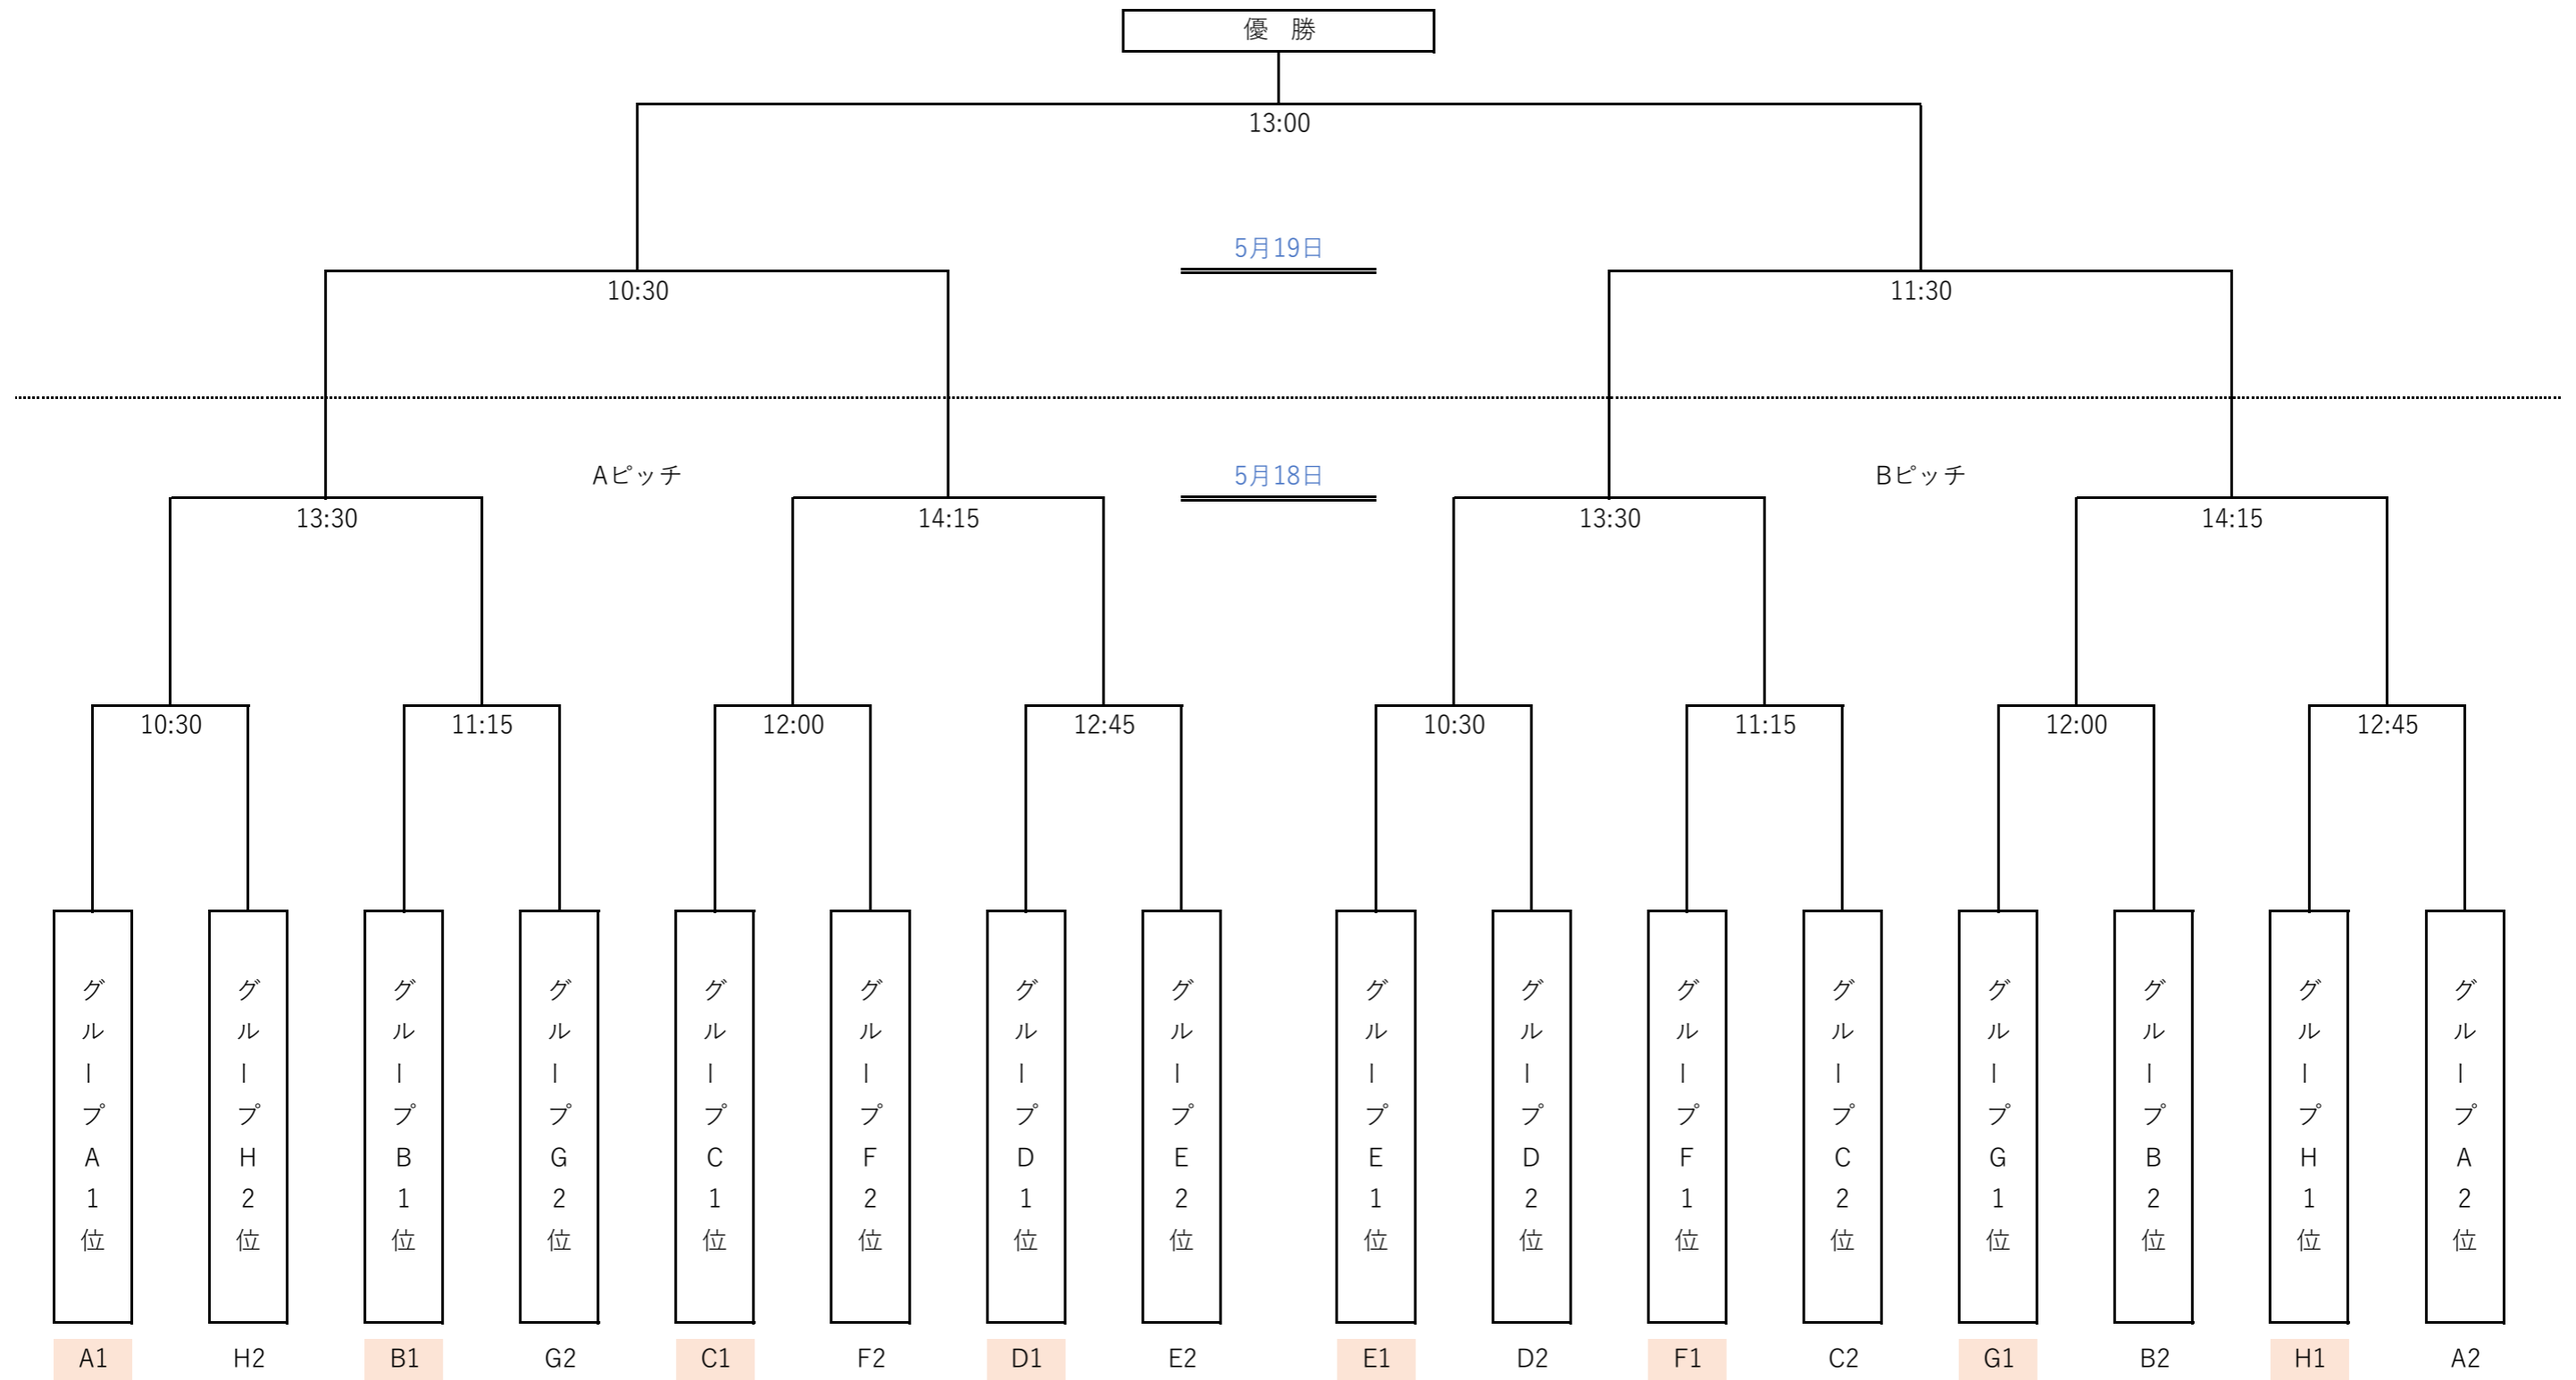 優 勝
13:00
5月19日
10:30
11:30
Aピッチ
5月18日
Bピッチ
13:30
14:15
13:30
14:15
10:30
11:15
12:00
12:45
10:30
11:15
12:00
12:45
グループA1位
グループH2位
グループB1位
グループG2位
グループC1位
グループF2位
グループD1位
グループE2位
グループE1位
グループD2位
グループF1位
グループC2位
グループG1位
グループB2位
グループH1位
グループA2位
A1
H2
B1
G2
C1
F2
D1
E2
E1
D2
F1
C2
G1
B2
H1
A2